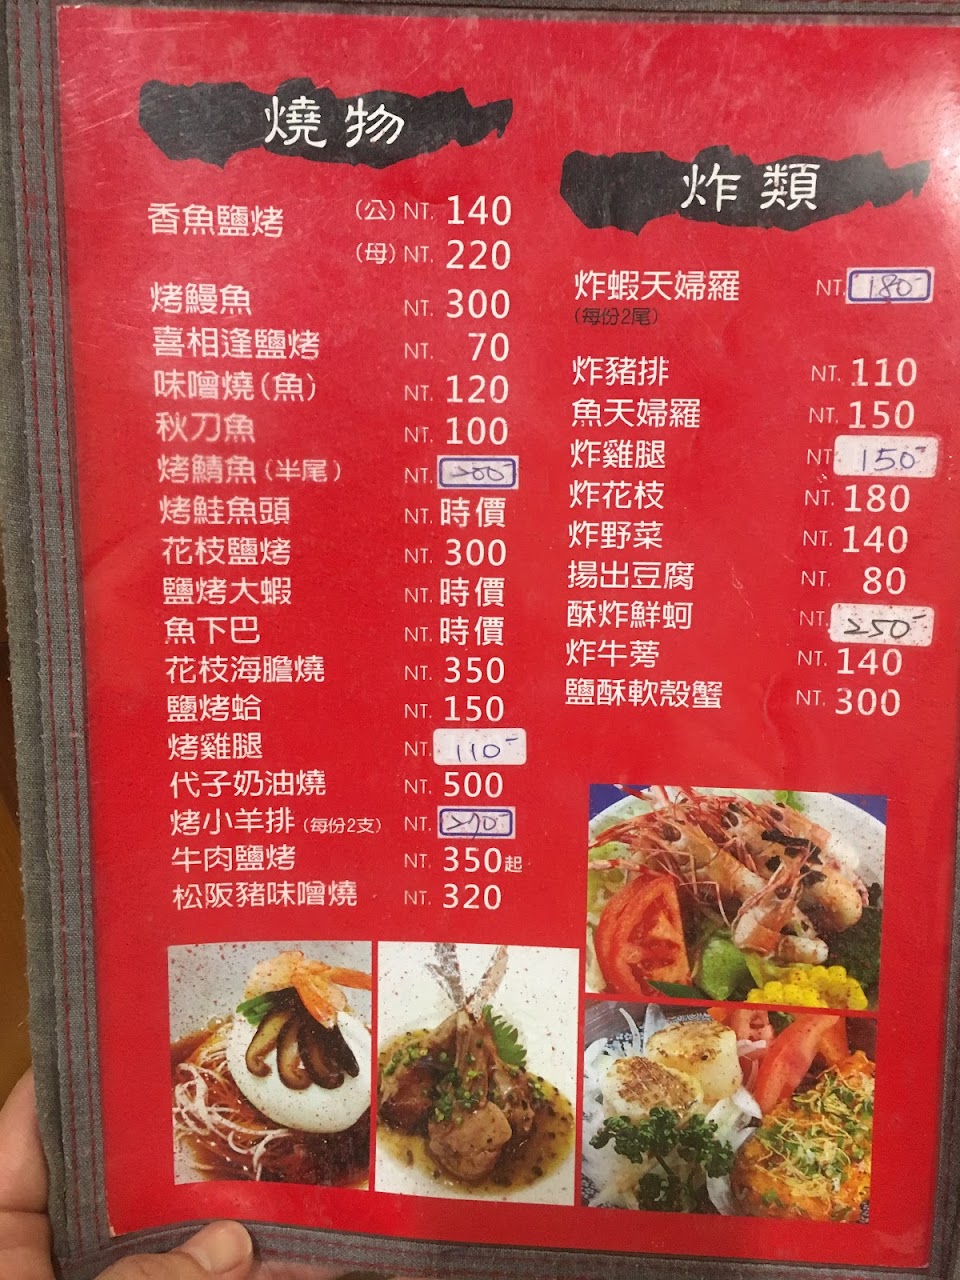 燒物
香魚鹽烤 (公) NT. 140
(母) NT. 220
烤鰻魚 NT. 300
喜相逢鹽烤 NT. 70
味噌燒(魚) NT. 120
秋刀魚 NT. 100
烤鯖魚(半尾) NT. 200-
烤鮭魚頭 NT. 時價
花枝鹽烤 NT. 300
鹽烤大蝦 NT. 時價
魚下巴 NT. 時價
花枝海膽燒 NT. 350
鹽烤蛤 NT. 150
烤雞腿 NT. 110-
代子奶油燒 NT. 500
烤小羊排(每份2支) NT.
牛肉鹽烤 NT. 350起
松阪豬味噌燒 NT. 320
炸類
炸蝦天婦羅 NT. 180-
(每份2尾)
炸豬排 NT. 110
魚天婦羅 NT. 150
炸雞腿 NT 150-
炸花枝 NT. 180
炸野菜 NT. 140
揚出豆腐 NT. 80
酥炸鮮蚵 NT. 250-
炸牛蒡 NT. 140
鹽酥軟殼蟹 NT. 300